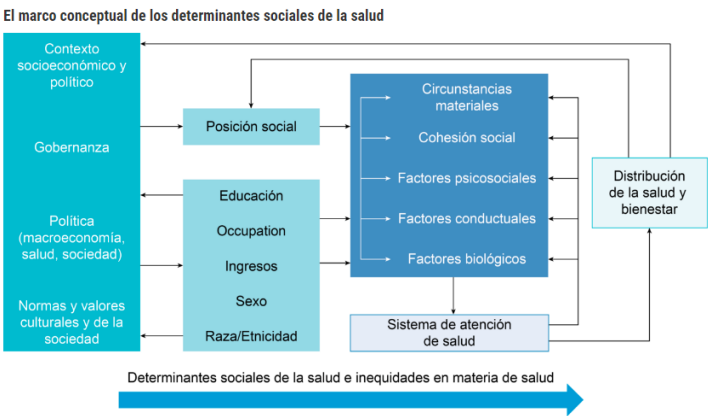 El marco conceptual de los determinantes sociales de la salud
Contexto
socioeconómico y
político
Gobernanza
Política
(macroeconomía,
salud, sociedad)
Normas y valores
culturales y de la
sociedad
Posición social
Educación
Occupation
Ingresos
Sexo
Raza/Etnicidad
Circunstancias
materiales
Cohesión social
Factores psicosociales
Factores conductuales
Factores biológicos
Sistema de atención
de salud
Distribución
de la salud y
bienestar
Determinantes sociales de la salud e inequidades en materia de salud